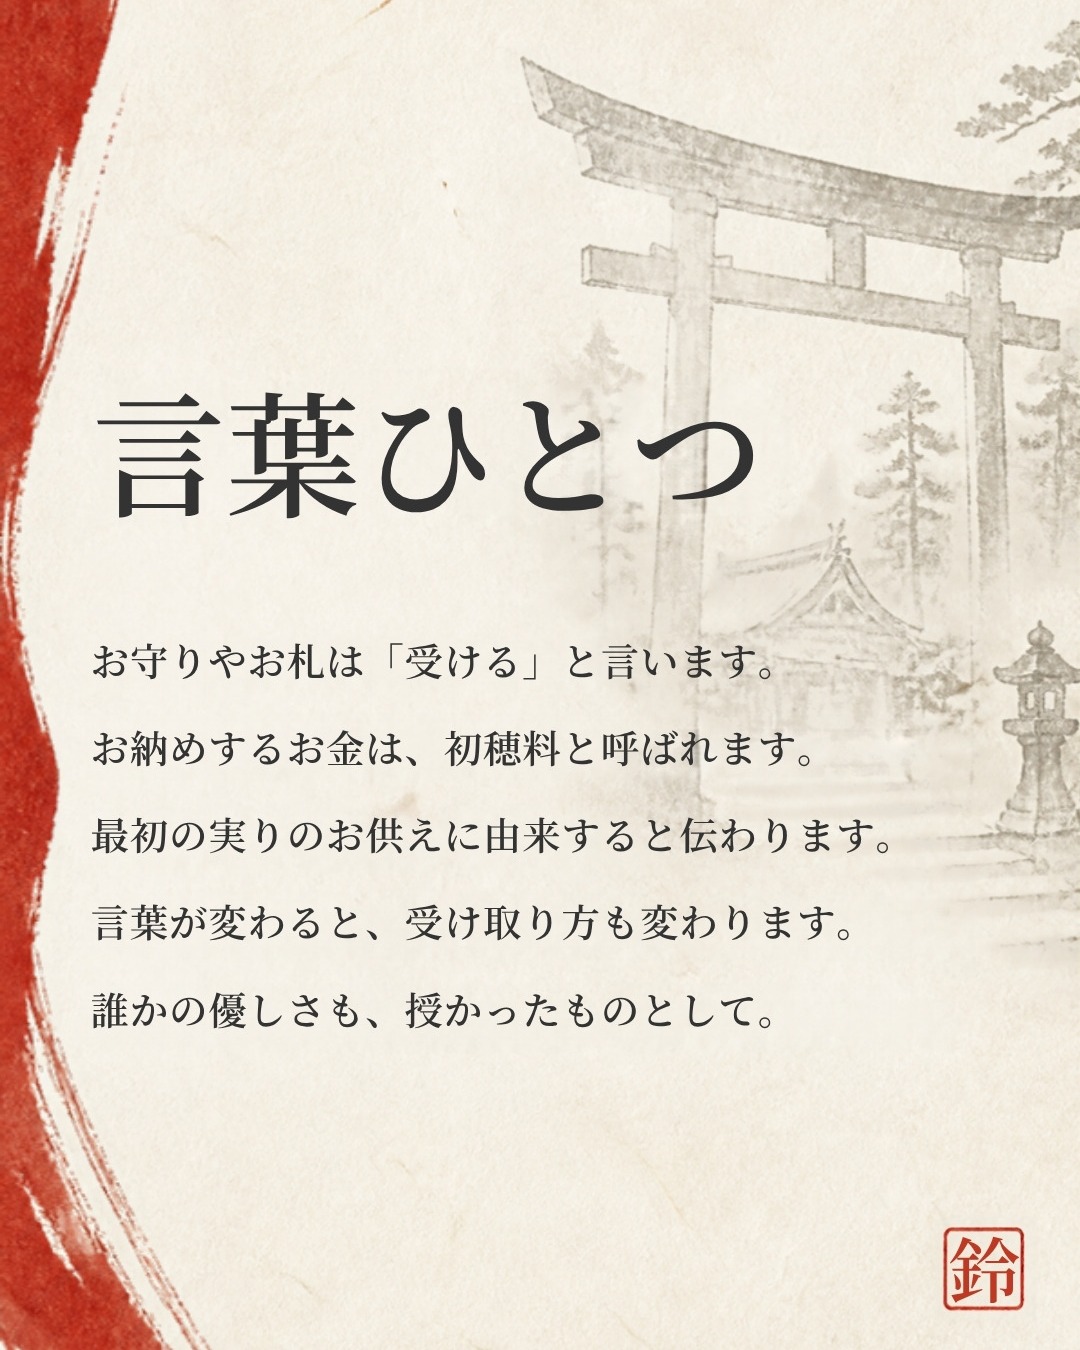 言葉ひとつ
お守りやお札は「受ける」と言います。
お納めするお金は、初穂料と呼ばれます。
最初の実りのお供えに由来すると伝わります。
言葉が変わると、受け取り方も変わります。
誰かの優しさも、授かったものとして。
鈴